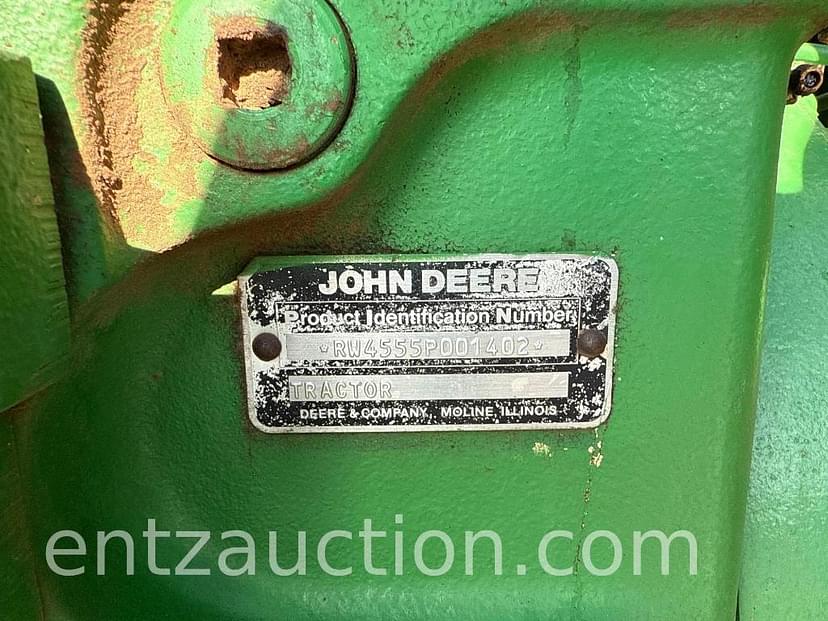 JOHN DEERE
Product Identification Number
*RW4555P001402*
TRACTOR
DEERE & COMPANY, MOLINE, ILLINOIS
entzauction.com